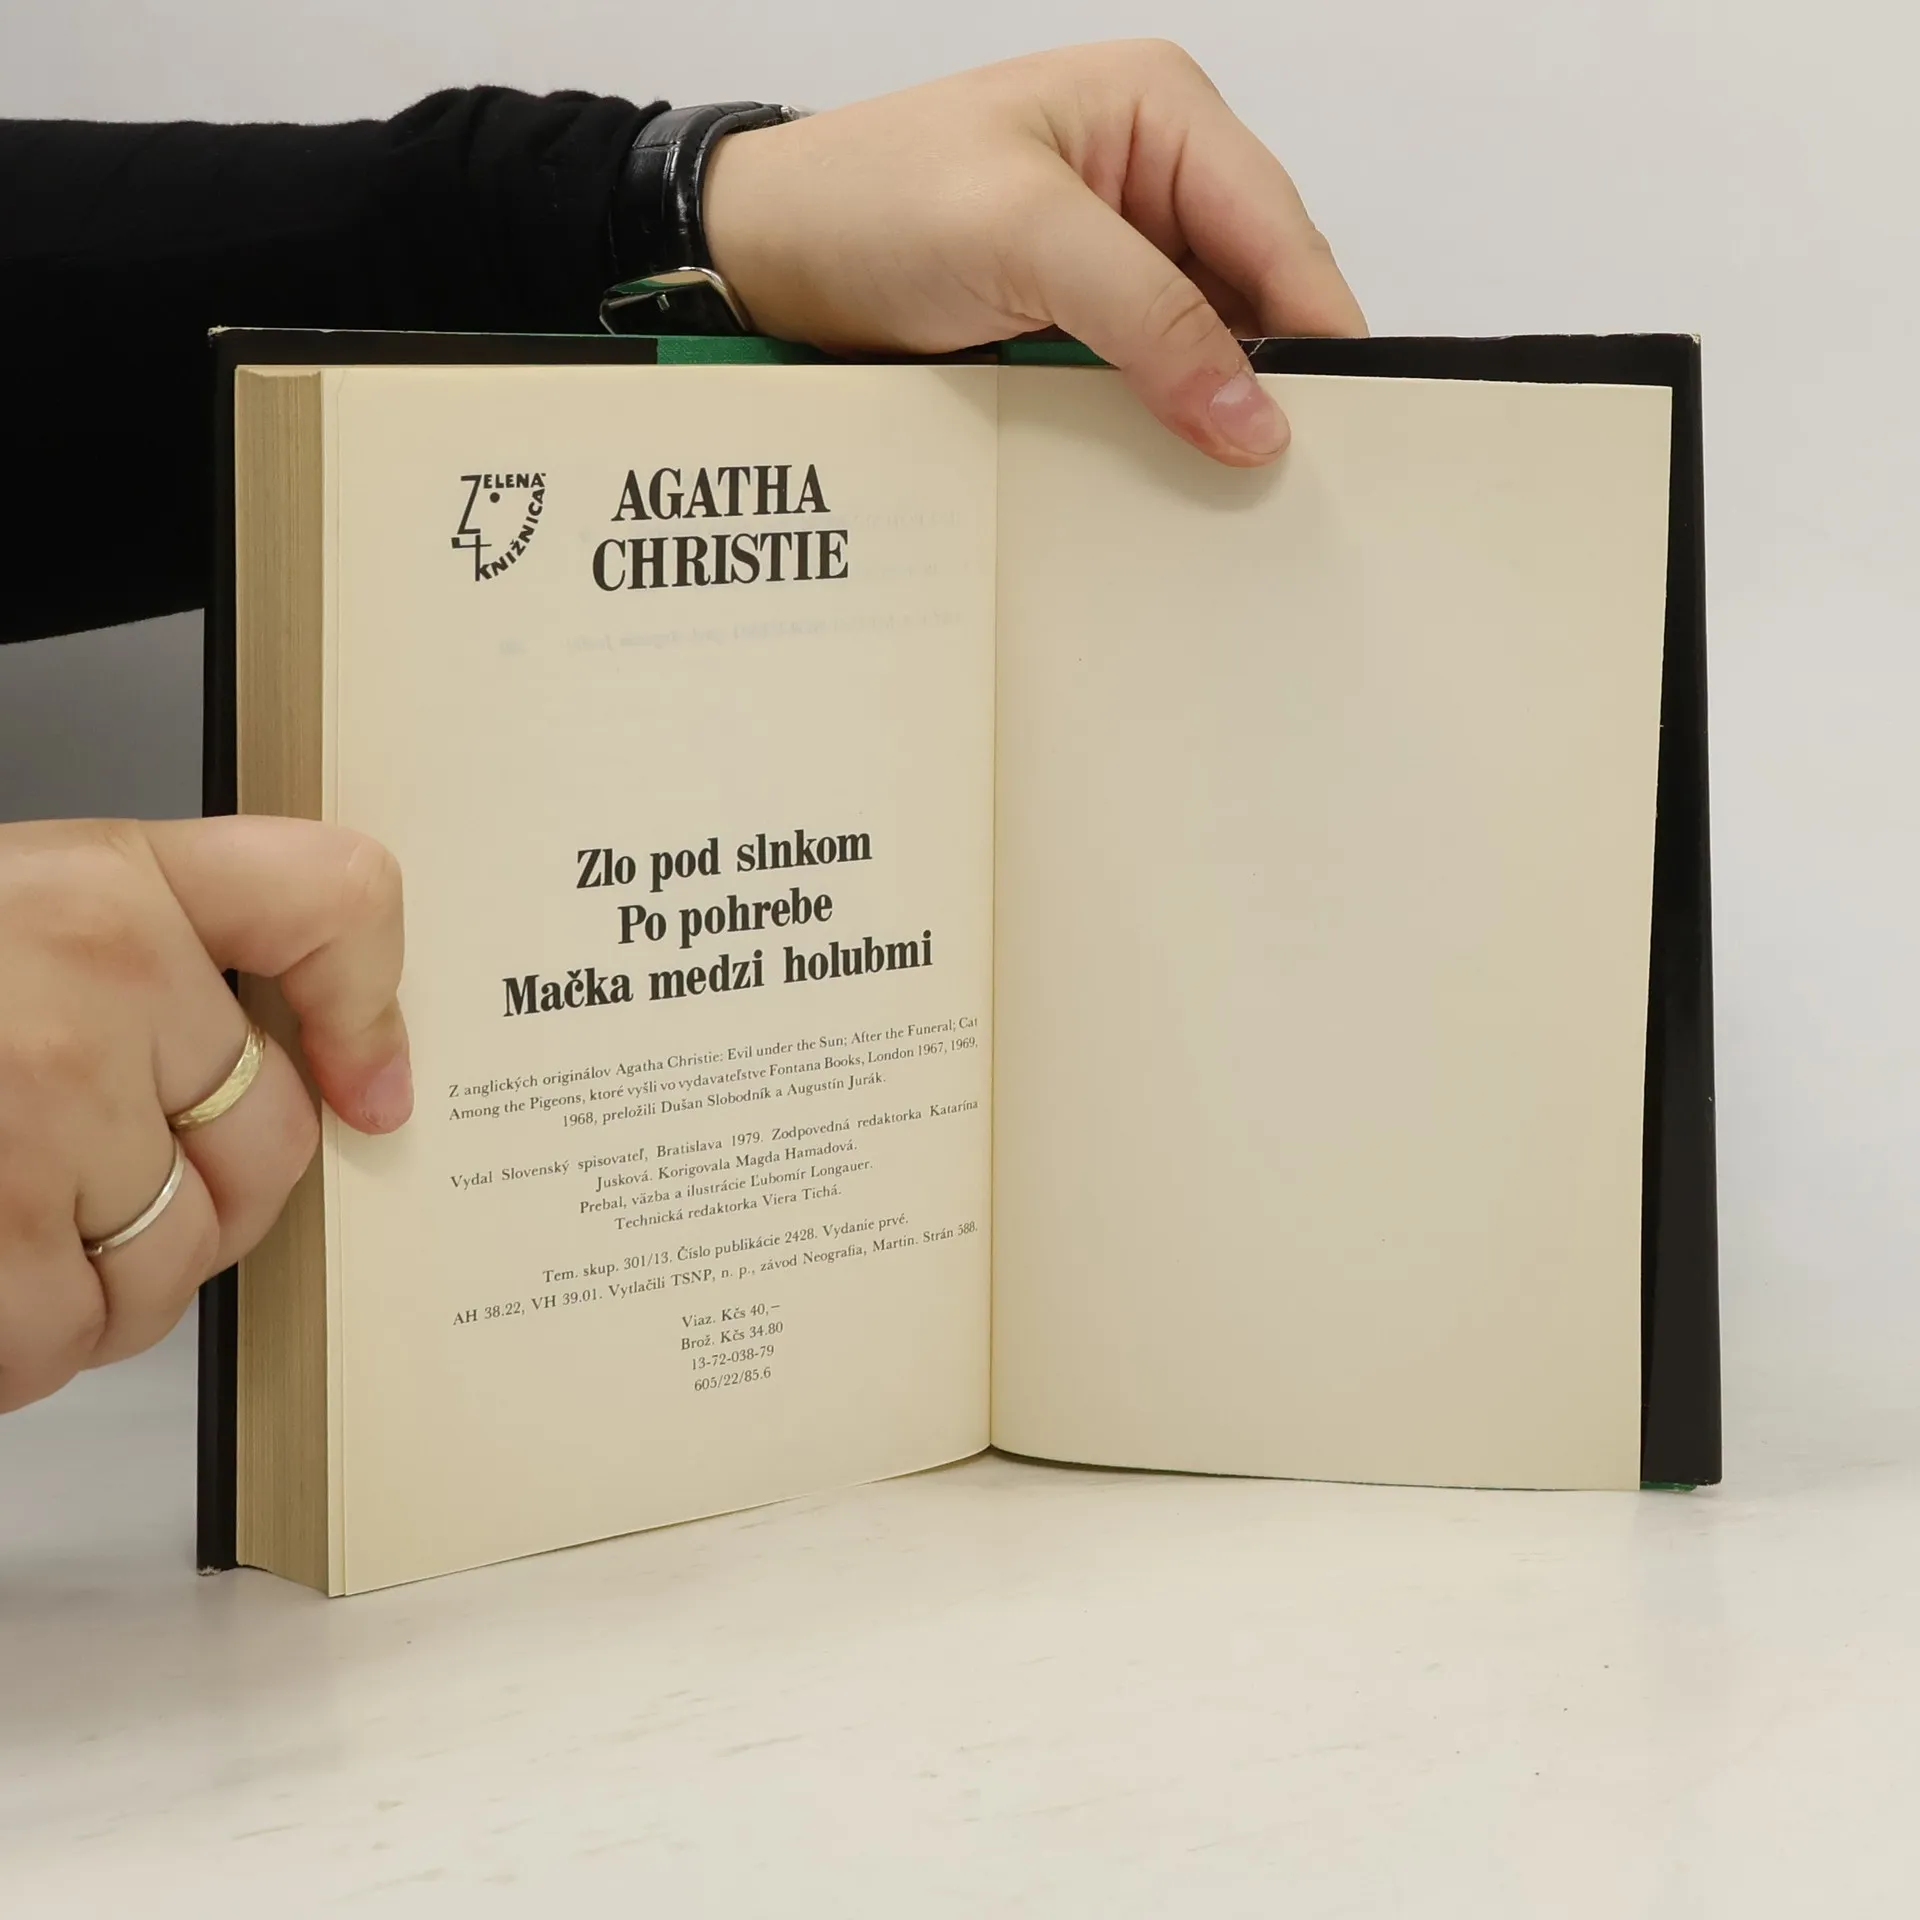 ZELENÁ
KNIŽNICA
AGATHA
CHRISTIE
Zlo pod slnkom
Po pohrebe
Mačka medzi holubmi
Z anglických originálov Agatha Christie: Evil under the Sun; After the Funeral; Cat
Among the Pigeons, ktoré vyšli vo vydavateľstve Fontana Books, London 1967, 1969,
1968, preložili Dušan Slobodník a Augustín Jurák.
Vydal Slovenský spisovateľ, Bratislava 1979. Zodpovedná redaktorka Katarína
Jusková. Korigovala Magda Hamadová.
Prebal, väzba a ilustrácie Ľubomír Longauer.
Technická redaktorka Viera Tichá.
Tem. skup. 301/13. Číslo publikácie 2428. Vydanie prvé.
AH 38.22, VH 39.01. Vytlačili TSNP, n. p., závod Neografia, Martin. Strán 588.
Viaz. Kčs 40,—
Brož. Kčs 34.80
13-72-038-79
605/22/85.6